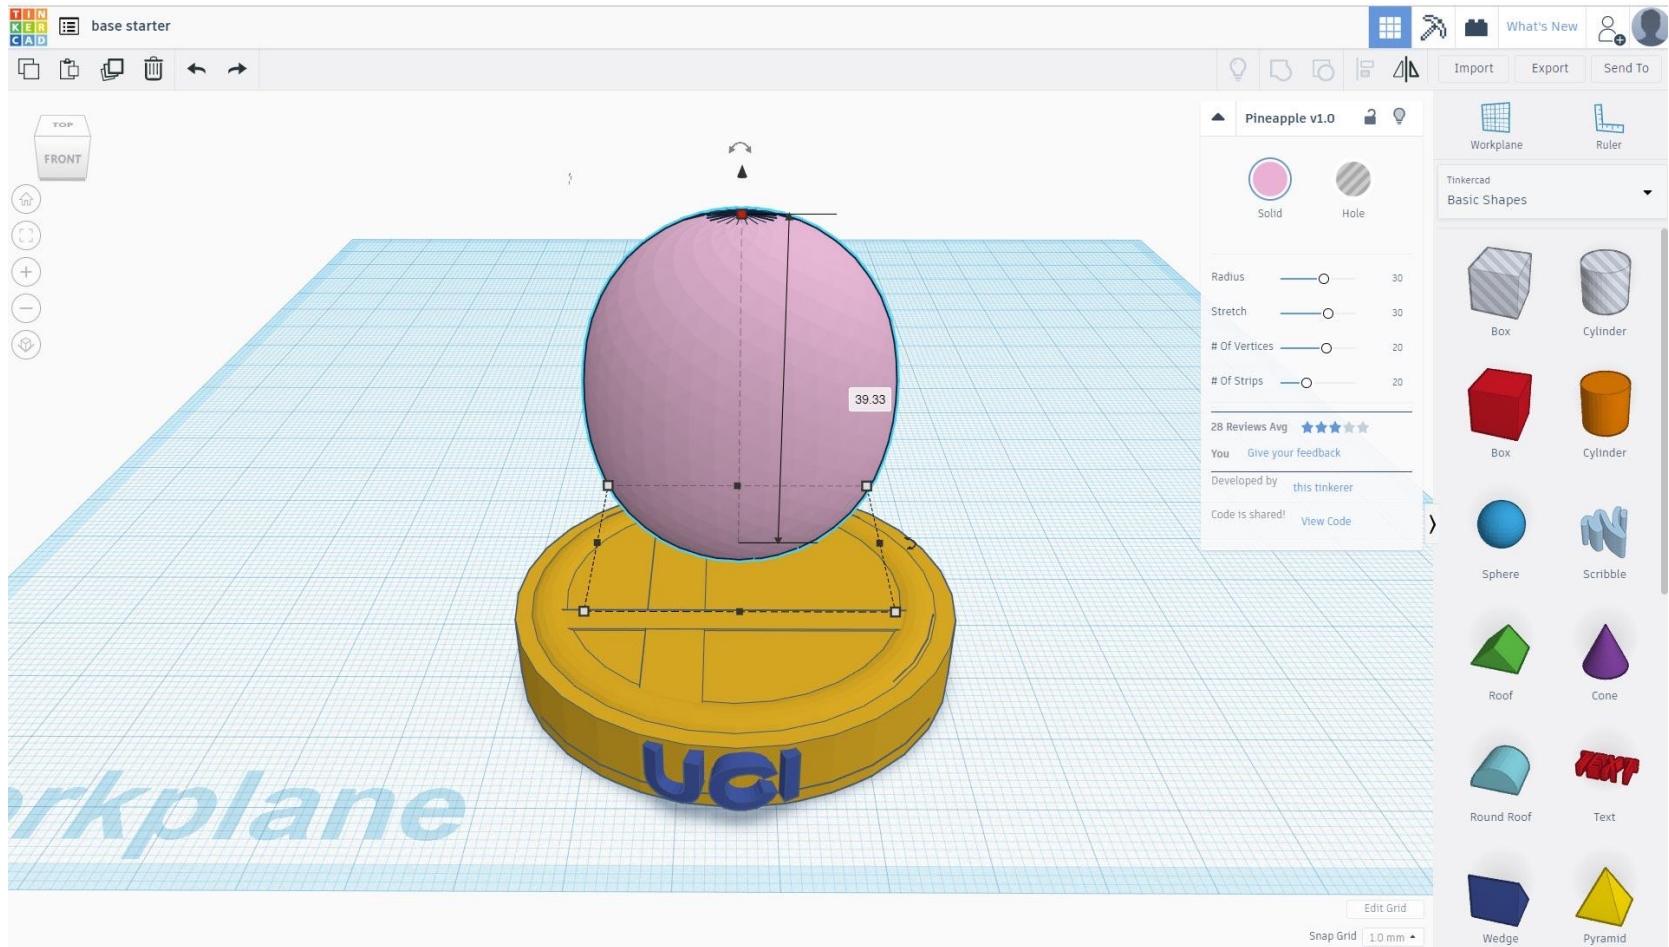 TIN
KER
CAD
base starter
What's New
Import
Export
Send To
TOP
FRONT
Pineapple v1.0
Solid
Hole
Radius 30
Stretch 30
# Of Vertices 20
# Of Strips 20
28 Reviews Avg
You Give your feedback
Developed by this tinkerer
Code is shared! View Code
39.33
UCI
rkplane
Workplane
Ruler
Tinkercad
Basic Shapes
Box
Cylinder
Box
Cylinder
Sphere
Scribble
Roof
Cone
Round Roof
Text
TEXT
Wedge
Pyramid
Edit Grid
Snap Grid 1.0 mm